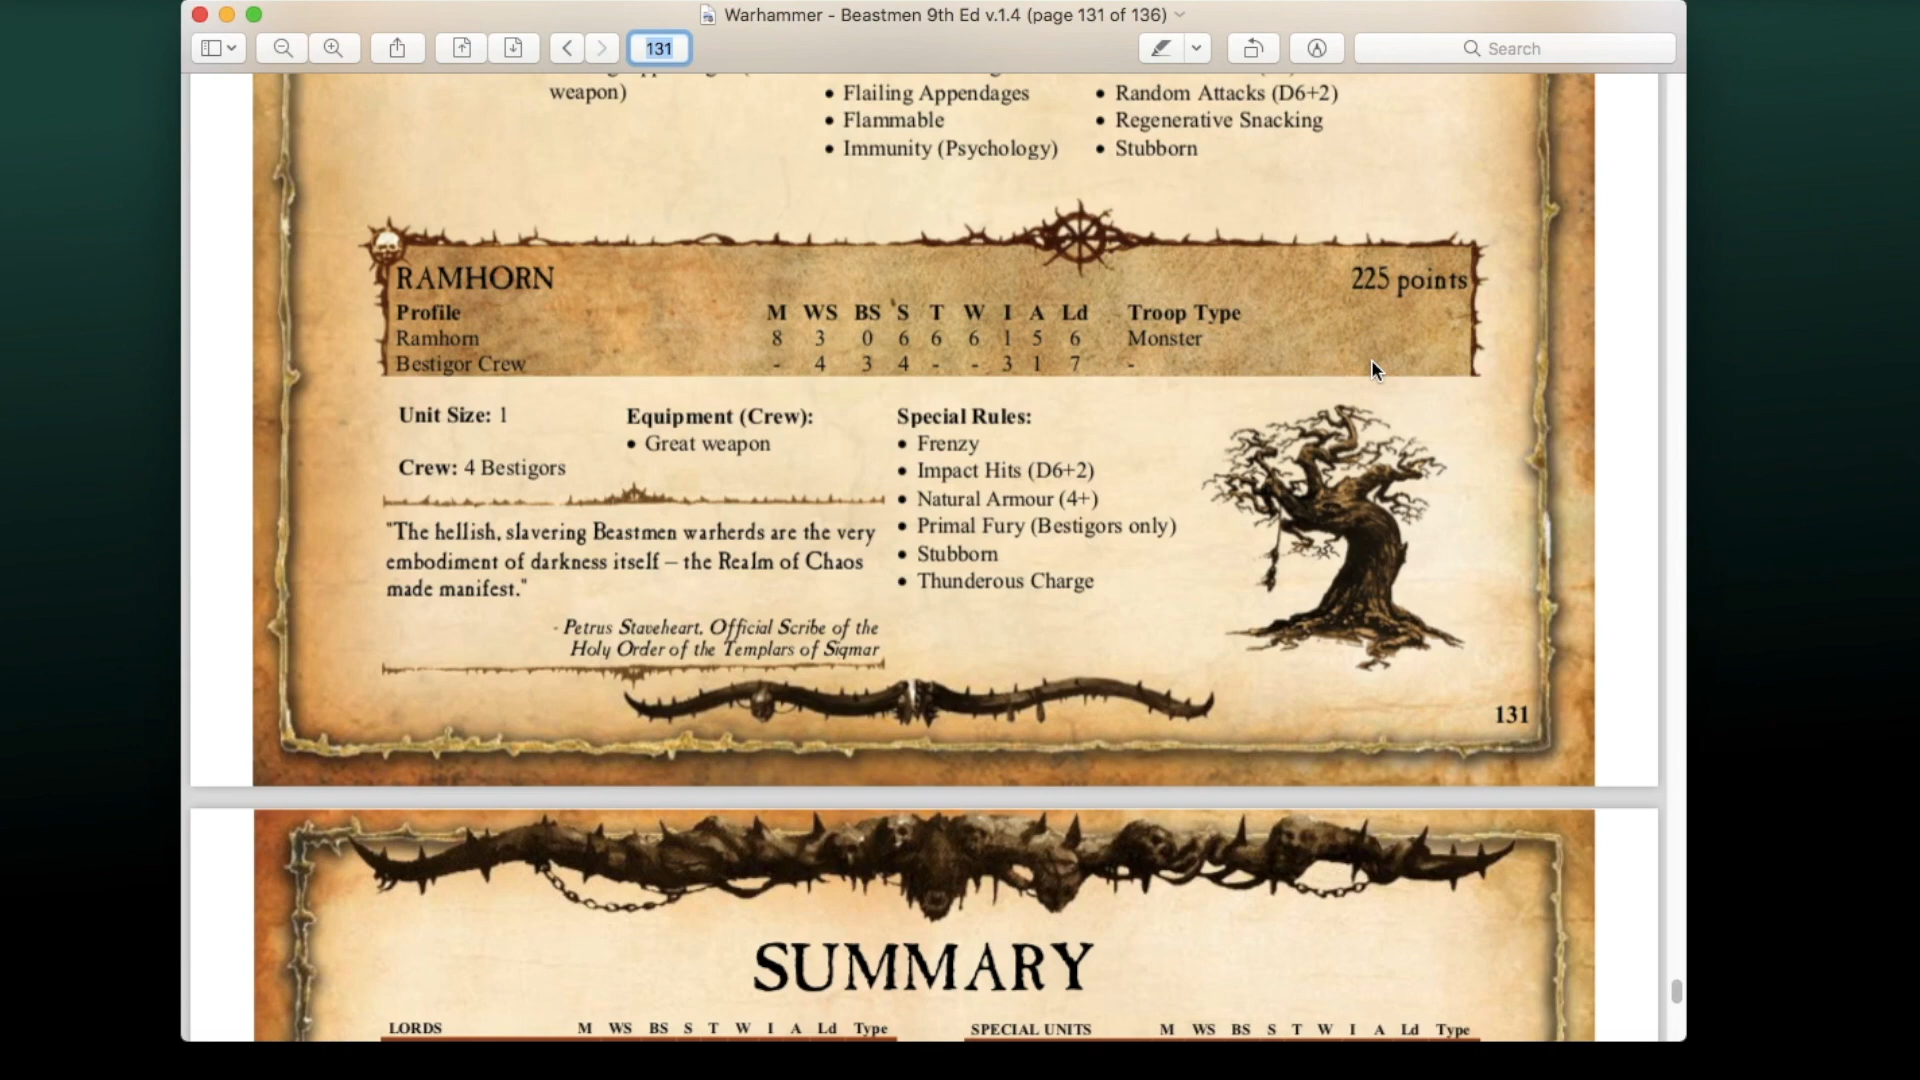 Warhammer - Beastmen 9th Ed v.1.4 (page 131 of 136)
131
Search
weapon)
• Flailing Appendages
• Flammable
• Immunity (Psychology)
• Random Attacks (D6+2)
• Regenerative Snacking
• Stubborn
RAMHORN 225 points
Profile M WS BS S T W I A Ld Troop Type
Ramhorn 8 3 0 6 6 6 1 5 6 Monster
Bestigor Crew - 4 3 4 - - 3 1 7 -
Unit Size: 1
Crew: 4 Bestigors
Equipment (Crew):
• Great weapon
Special Rules:
• Frenzy
• Impact Hits (D6+2)
• Natural Armour (4+)
• Primal Fury (Bestigors only)
• Stubborn
• Thunderous Charge
"The hellish, slavering Beastmen warherds are the very
embodiment of darkness itself – the Realm of Chaos
made manifest."
- Petrus Staveheart, Official Scribe of the
Holy Order of the Templars of Sigmar
131
SUMMARY
LORDS M WS BS S T W I A Ld Type
SPECIAL UNITS M WS BS S T W I A Ld Type